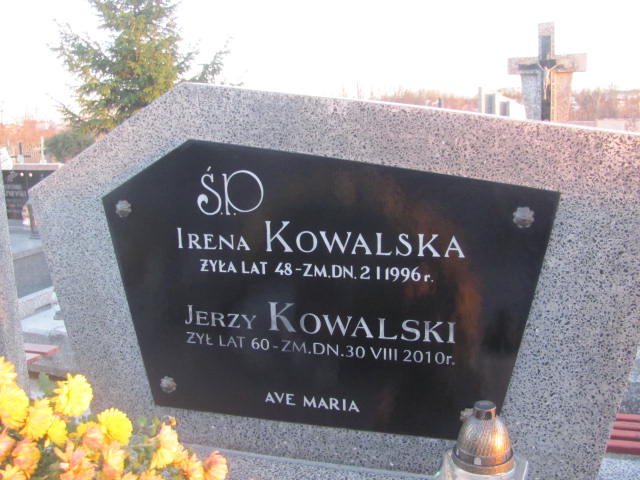 Ś.P.
IRENA KOWALSKA
ŻYŁA LAT 48-ZM.DN. 2 I 1996 r.
JERZY KOWALSKI
ŻYŁ LAT 60-ZM.DN. 30 VIII 2010 r.
AVE MARIA